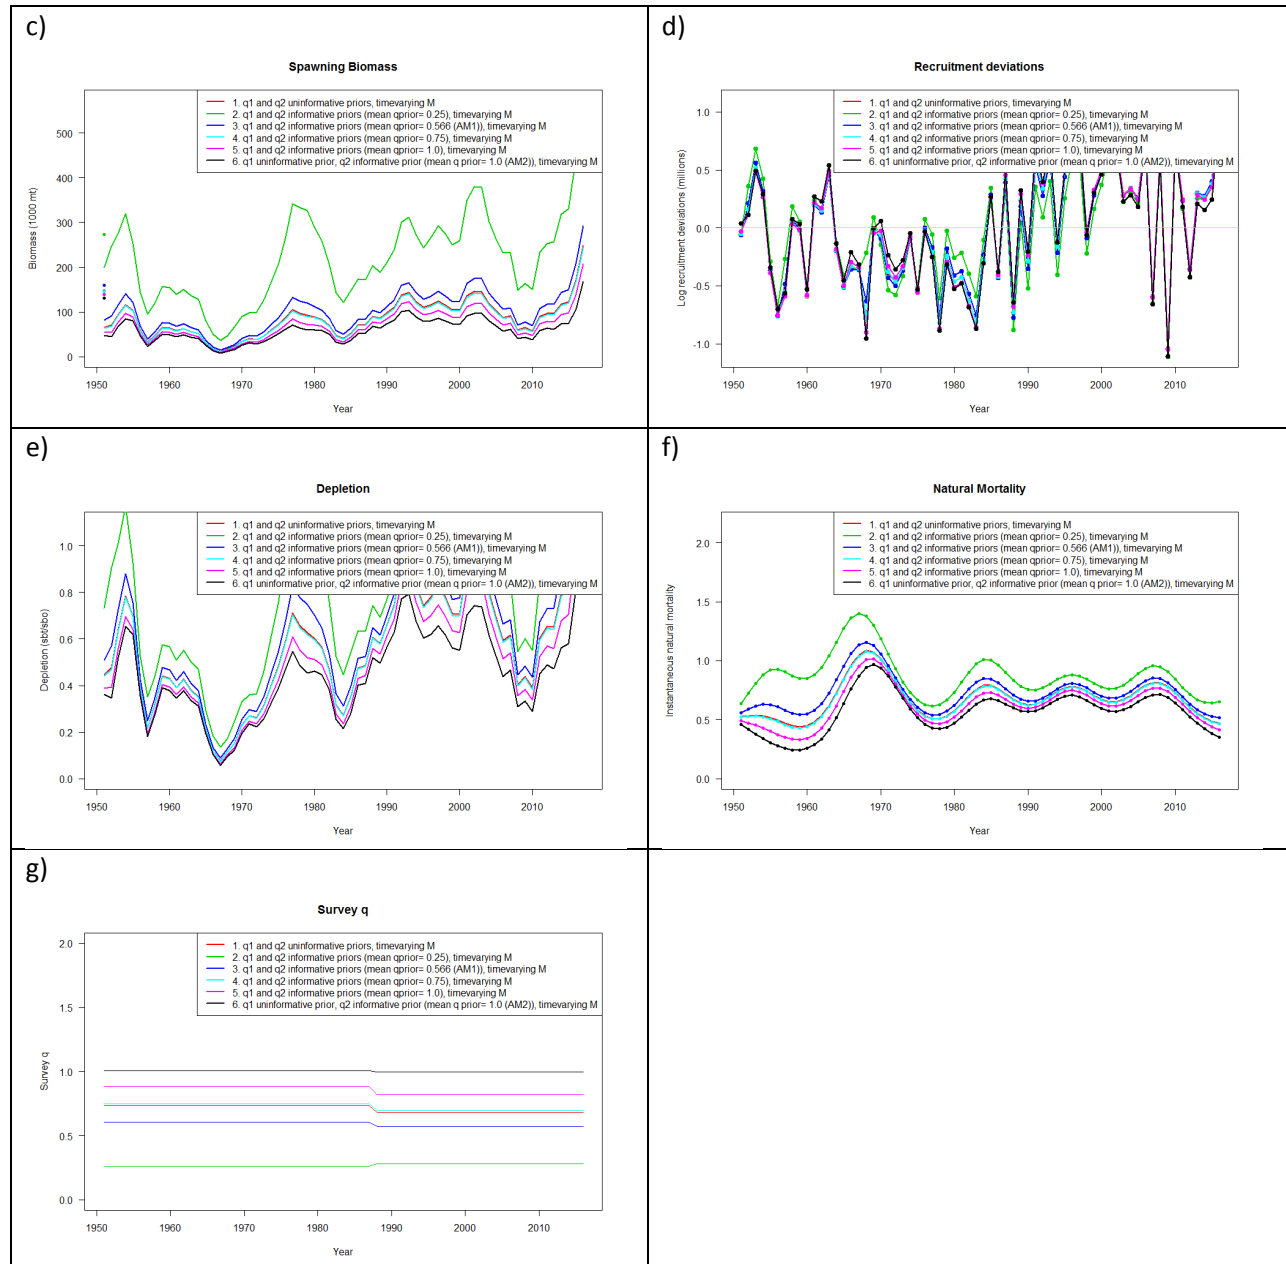 c)
Spawning Biomass
1. q1 and q2 uninformative priors, timevarying M
2. q1 and q2 informative priors (mean qprior= 0.25), timevarying M
3. q1 and q2 informative priors (mean qprior= 0.566 (AM1)), timevarying M
4. q1 and q2 informative priors (mean qprior= 0.75), timevarying M
5. q1 and q2 informative priors (mean qprior= 1.0), timevarying M
6. q1 uninformative prior, q2 informative prior (mean q prior= 1.0 (AM2)), timevarying M
Biomass (1000 mt)
500
400
300
200
100
0
1950 1960 1970 1980 1990 2000 2010
Year
d)
Recruitment deviations
1. q1 and q2 uninformative priors, timevarying M
2. q1 and q2 informative priors (mean qprior= 0.25), timevarying M
3. q1 and q2 informative priors (mean qprior= 0.566 (AM1)), timevarying M
4. q1 and q2 informative priors (mean qprior= 0.75), timevarying M
5. q1 and q2 informative priors (mean qprior= 1.0), timevarying M
6. q1 uninformative prior, q2 informative prior (mean q prior= 1.0 (AM2)), timevarying M
Log recruitment deviations (millions)
1.0
0.5
0.0
-0.5
-1.0
1950 1960 1970 1980 1990 2000 2010
Year
e)
Depletion
1. q1 and q2 uninformative priors, timevarying M
2. q1 and q2 informative priors (mean qprior= 0.25), timevarying M
3. q1 and q2 informative priors (mean qprior= 0.566 (AM1)), timevarying M
4. q1 and q2 informative priors (mean qprior= 0.75), timevarying M
5. q1 and q2 informative priors (mean qprior= 1.0), timevarying M
6. q1 uninformative prior, q2 informative prior (mean q prior= 1.0 (AM2)), timevarying M
Depletion (sbt/sbo)
1.0
0.8
0.6
0.4
0.2
0.0
1950 1960 1970 1980 1990 2000 2010
Year
f)
Natural Mortality
1. q1 and q2 uninformative priors, timevarying M
2. q1 and q2 informative priors (mean qprior= 0.25), timevarying M
3. q1 and q2 informative priors (mean qprior= 0.566 (AM1)), timevarying M
4. q1 and q2 informative priors (mean qprior= 0.75), timevarying M
5. q1 and q2 informative priors (mean qprior= 1.0), timevarying M
6. q1 uninformative prior, q2 informative prior (mean q prior= 1.0 (AM2)), timevarying M
Instantaneous natural mortality
2.0
1.5
1.0
0.5
0.0
1950 1960 1970 1980 1990 2000 2010
Year
g)
Survey q
1. q1 and q2 uninformative priors, timevarying M
2. q1 and q2 informative priors (mean qprior= 0.25), timevarying M
3. q1 and q2 informative priors (mean qprior= 0.566 (AM1)), timevarying M
4. q1 and q2 informative priors (mean qprior= 0.75), timevarying M
5. q1 and q2 informative priors (mean qprior= 1.0), timevarying M
6. q1 uninformative prior, q2 informative prior (mean q prior= 1.0 (AM2)), timevarying M
Survey q
2.0
1.5
1.0
0.5
0.0
1950 1960 1970 1980 1990 2000 2010
Year